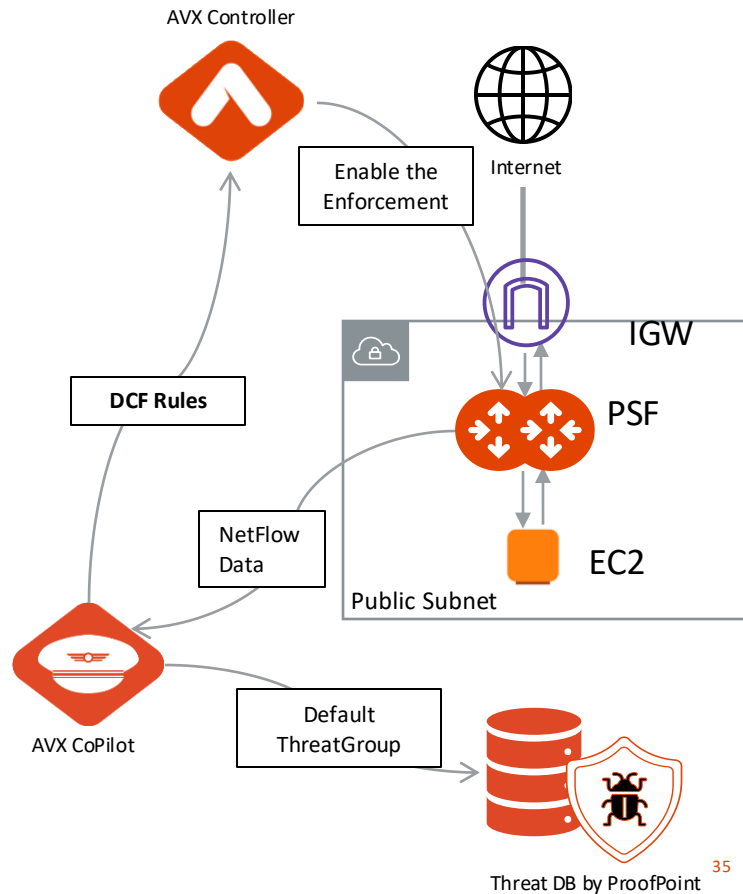 AVX Controller
Internet
Enable the
Enforcement
IGW
DCF Rules
PSF
NetFlow
Data
EC2
Public Subnet
Default
ThreatGroup
AVX CoPilot
Threat DB by ProofPoint
35